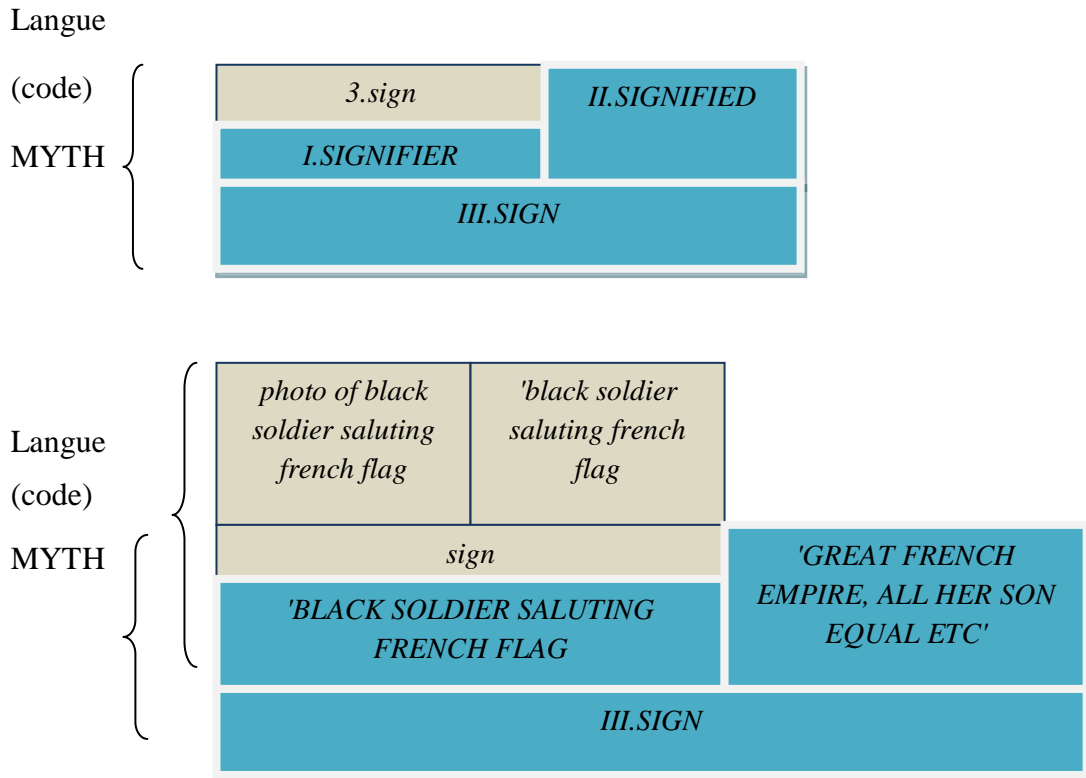 Langue
(code)
MYTH
3.sign
II.SIGNIFIED
I.SIGNIFIER
III.SIGN
Langue
(code)
MYTH
photo of black
soldier saluting
french flag
'black soldier
saluting french
flag
sign
'BLACK SOLDIER SALUTING
FRENCH FLAG
'GREAT FRENCH
EMPIRE, ALL HER SON
EQUAL ETC'
III.SIGN